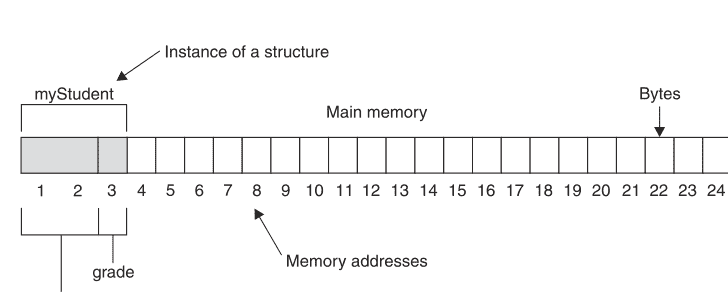 Instance of a structure
myStudent
Bytes
Main memory
1 2 3 4 5 6 7 8 9 10 11 12 13 14 15 16 17 18 19 20 21 22 23 24
grade
Memory addresses